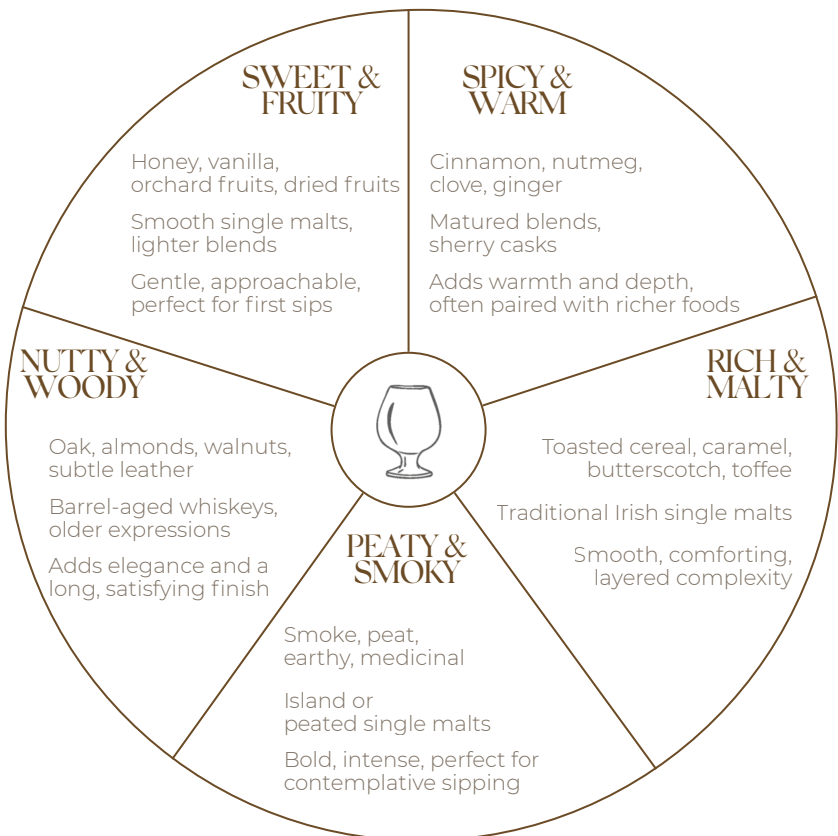 SWEET &
FRUITY
Honey, vanilla,
orchard fruits, dried fruits
Smooth single malts,
lighter blends
Gentle, approachable,
perfect for first sips
SPICY &
WARM
Cinnamon, nutmeg,
clove, ginger
Matured blends,
sherry casks
Adds warmth and depth,
often paired with richer foods
NUTTY &
WOODY
Oak, almonds, walnuts,
subtle leather
Barrel-aged whiskeys,
older expressions
Adds elegance and a
long, satisfying finish
RICH &
MALTY
Toasted cereal, caramel,
butterscotch, toffee
Traditional Irish single malts
Smooth, comforting,
layered complexity
PEATY &
SMOKY
Smoke, peat,
earthy, medicinal
Island or
peated single malts
Bold, intense, perfect for
contemplative sipping